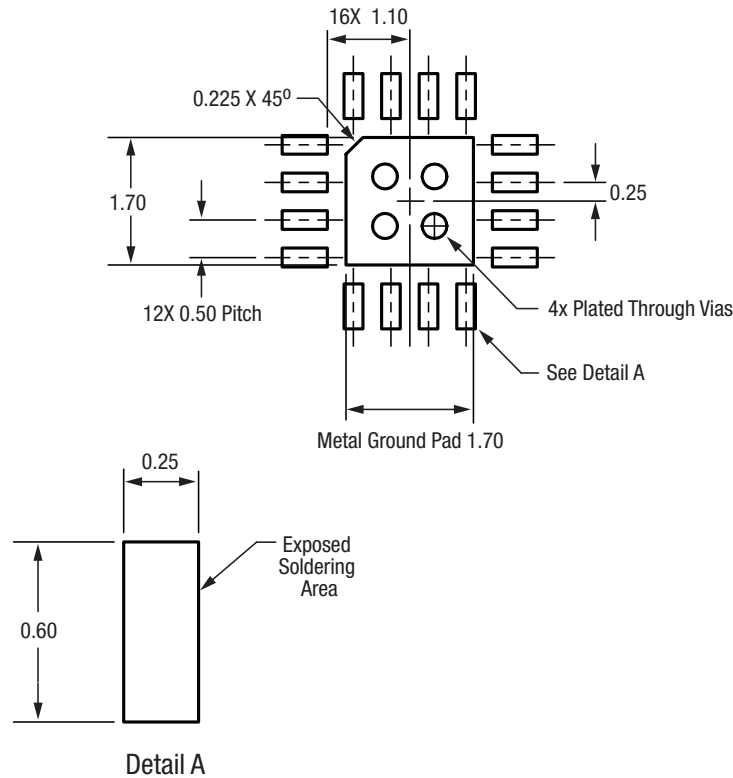 16X 1.10
0.225 X 45⁰
1.70
0.25
12X 0.50 Pitch
4x Plated Through Vias
See Detail A
Metal Ground Pad 1.70
0.25
Exposed
Soldering
Area
0.60
Detail A